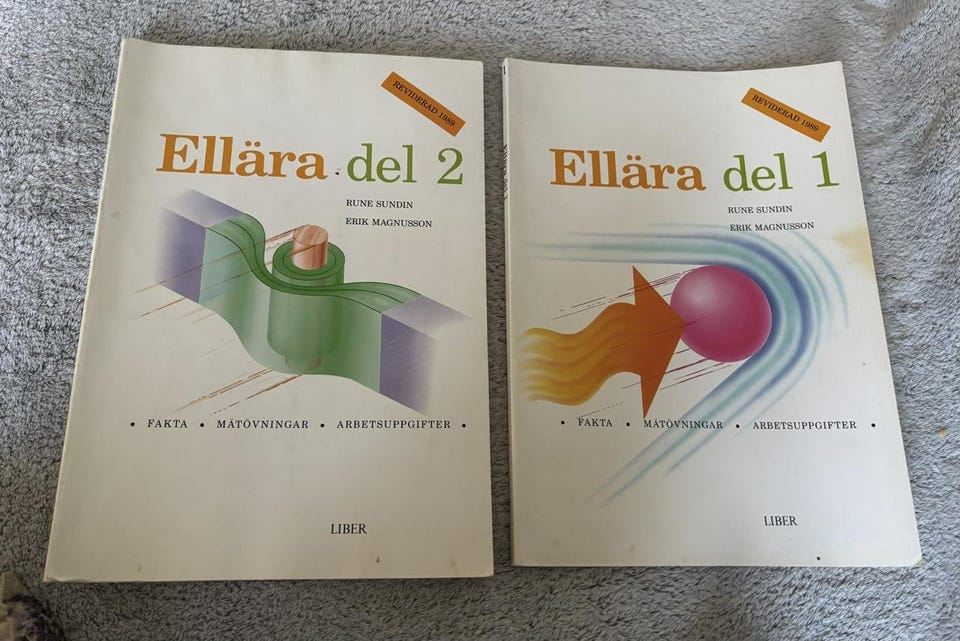 REVIDERAD 1989
Ellära del 2
RUNE SUNDIN
ERIK MAGNUSSON
• FAKTA • MÄTÖVNINGAR • ARBETSUPPGIFTER •
LIBER
REVIDERAD 1989
Ellära del 1
RUNE SUNDIN
ERIK MAGNUSSON
• FAKTA • MÄTÖVNINGAR • ARBETSUPPGIFTER •
LIBER